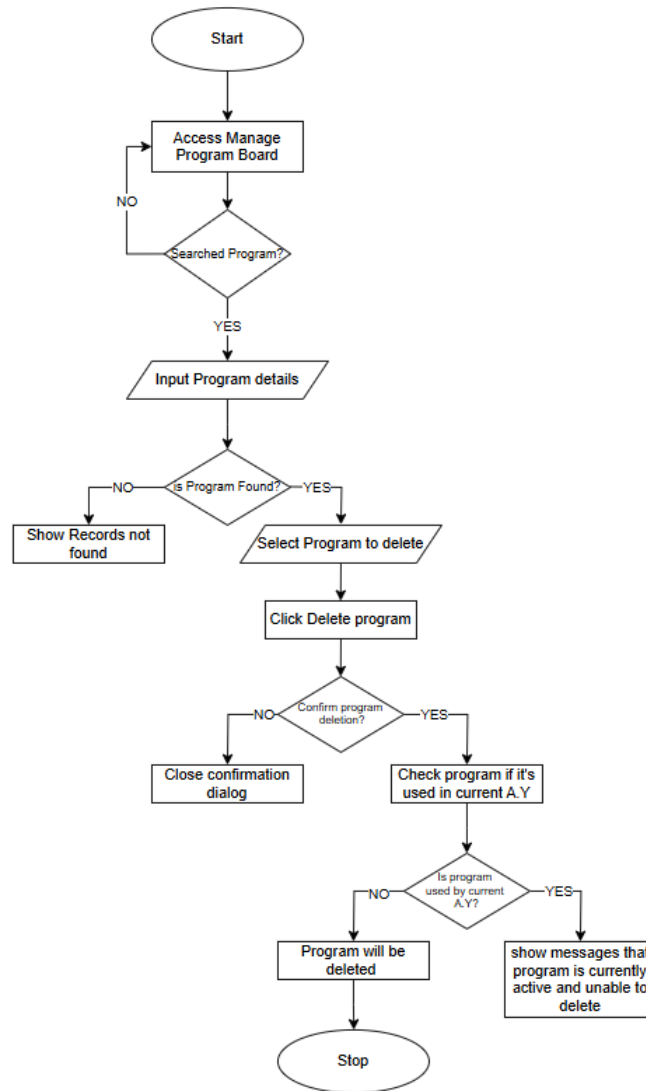 Start
Access Manage
Program Board
NO
Searched Program?
YES
Input Program details
NO
is Program Found?
YES
Show Records not
found
Select Program to delete
Click Delete program
NO
Confirm program
deletion?
YES
Close confirmation
dialog
Check program if it's
used in current A.Y
NO
Is program
used by current
A.Y?
YES
Program will be
deleted
show messages that
program is currently
active and unable to
delete
Stop